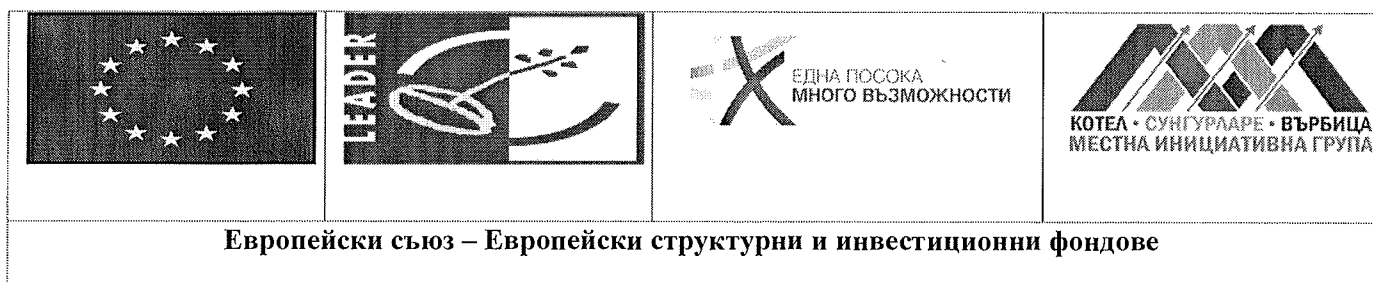 LEADER
ЕДНА ПОСОКА
МНОГО ВЪЗМОЖНОСТИ
КОТЕЛ • СУНГУРЛАРЕ • ВЪРБИЦА
МЕСТНА ИНИЦИАТИВНА ГРУПА
Европейски съюз – Европейски структурни и инвестиционни фондове